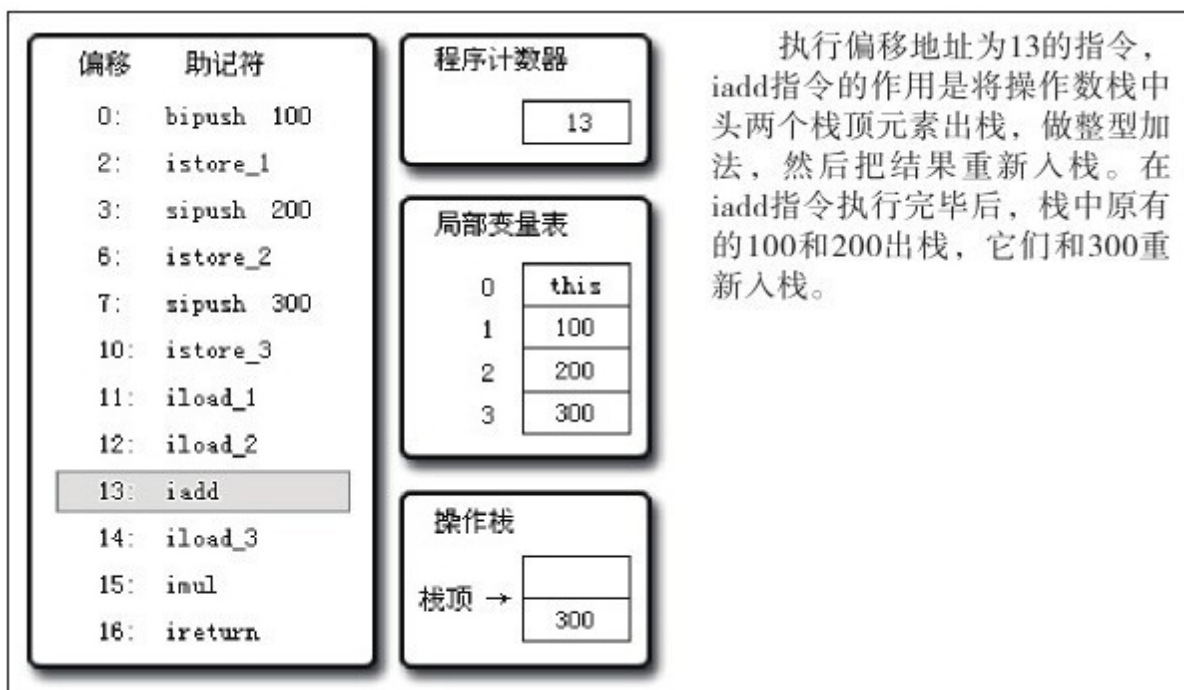 偏移 助记符
0: bipush 100
2: istore_1
3: sipush 200
6: istore_2
7: sipush 300
10: istore_3
11: iload_1
12: iload_2
13: iadd
14: iload_3
15: imul
16: ireturn
程序计数器
13
局部变量表
0 this
1 100
2 200
3 300
操作栈
栈顶 →
300
执行偏移地址为13的指令，
iadd指令的作用是将操作数栈中
头两个栈顶元素出栈，做整型加
法，然后把结果重新入栈。在
iadd指令执行完毕后，栈中原有
的100和200出栈，它们和300重
新入栈。